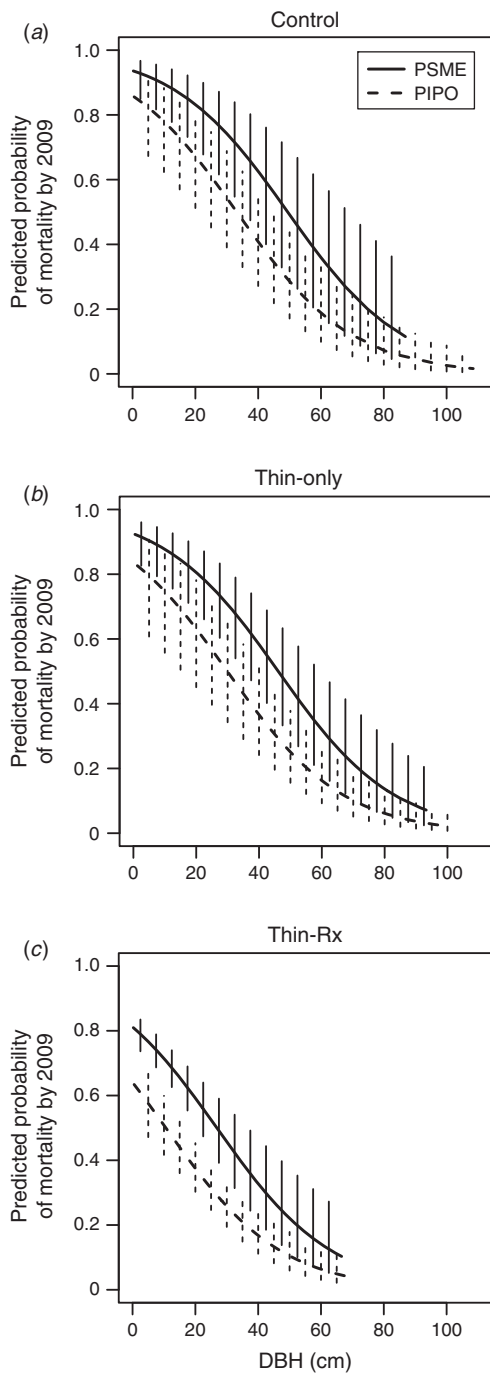 (a)
Control
PSME
PIPO
Predicted probability
of mortality by 2009
1.0
0.8
0.6
0.4
0.2
0
0 20 40 60 80 100
(b)
Thin-only
Predicted probability
of mortality by 2009
1.0
0.8
0.6
0.4
0.2
0
0 20 40 60 80 100
(c)
Thin-Rx
Predicted probability
of mortality by 2009
1.0
0.8
0.6
0.4
0.2
0
0 20 40 60 80 100
DBH (cm)